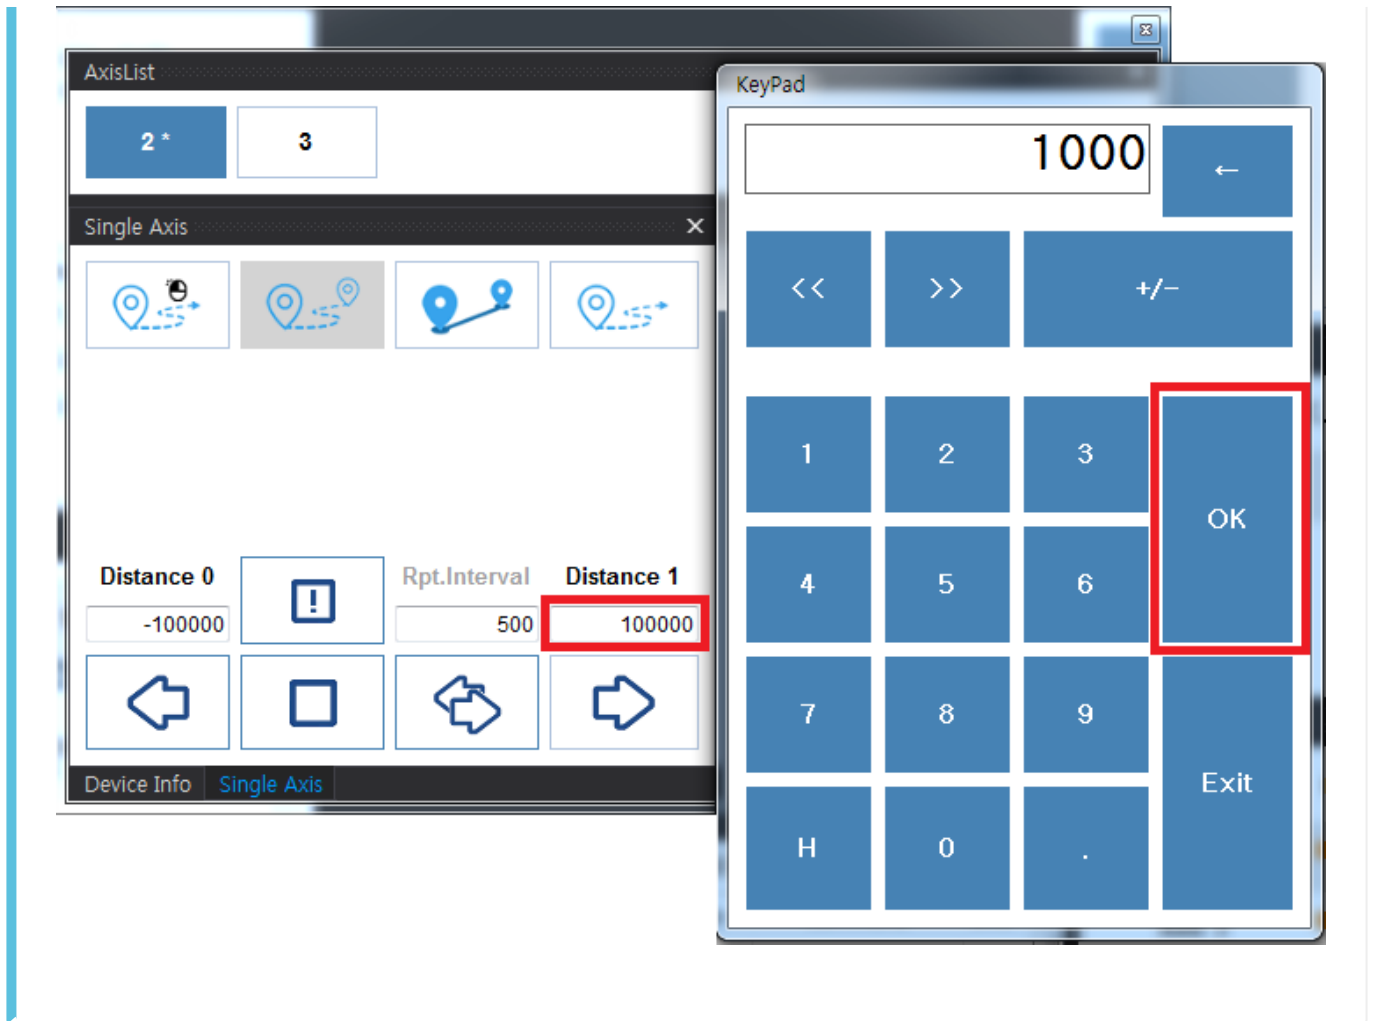 AxisList
2 *
3
Single Axis
Distance 0
Rpt.Interval
Distance 1
-100000
500
100000
Device Info
Single Axis
KeyPad
1000
←
<<
>>
+/-
1
2
3
OK
4
5
6
7
8
9
Exit
H
0
.